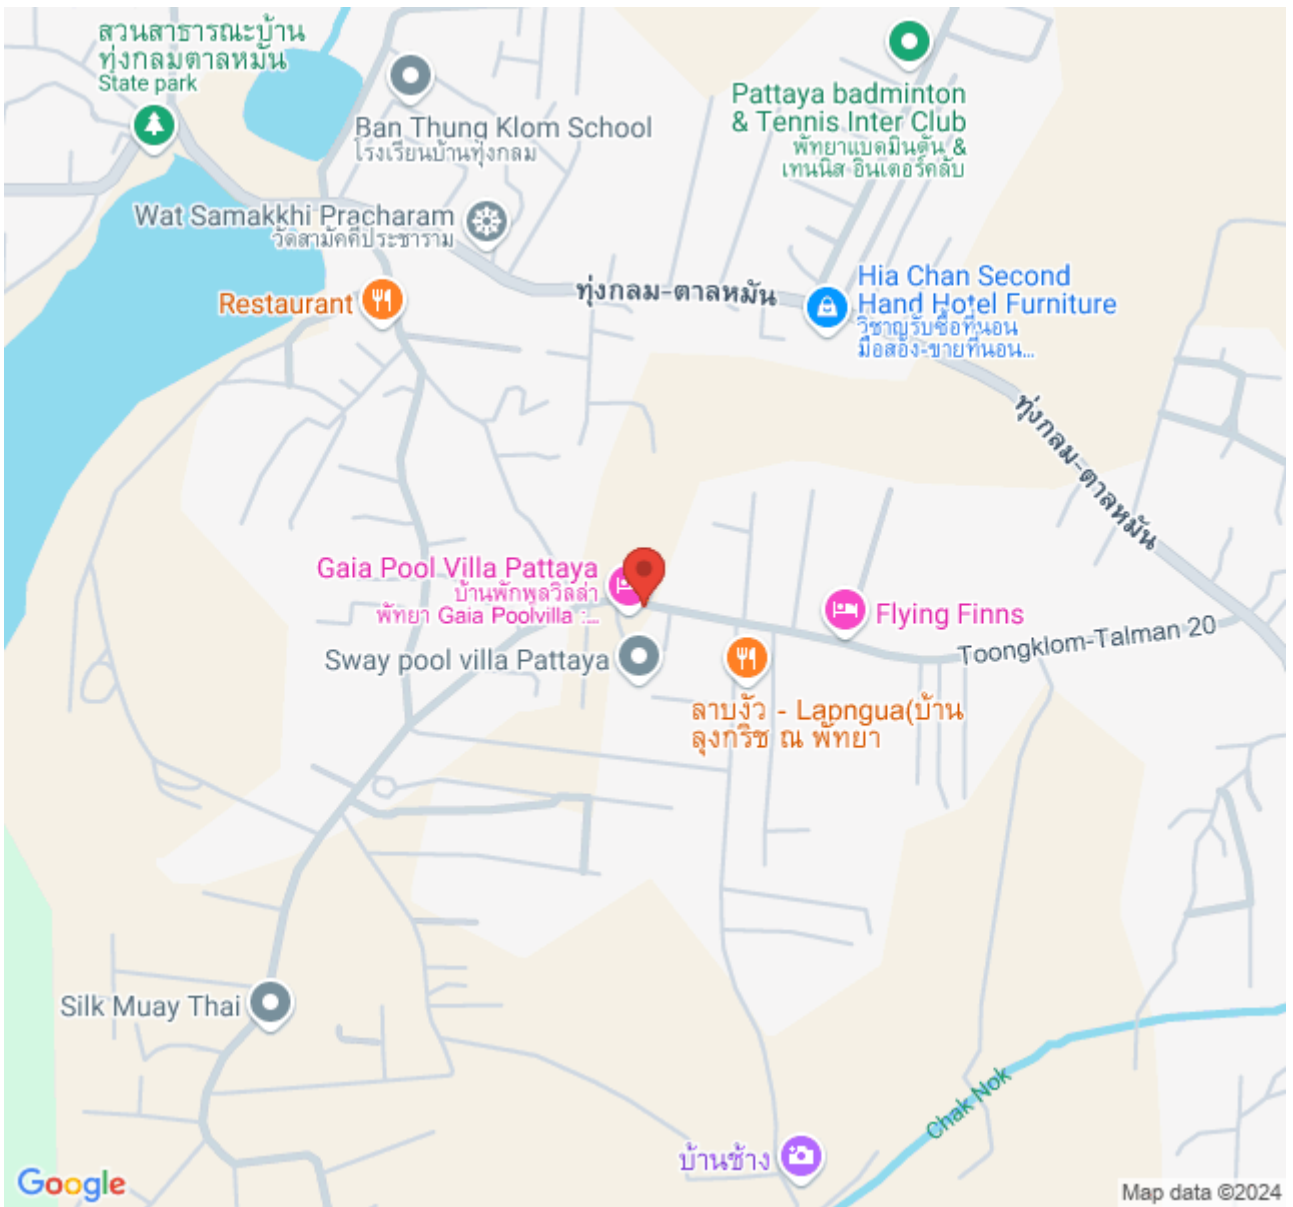 สวนสาธารณะบ้าน
ทุ่งกลมตาลหมัน
State park
Ban Thung Klom School
โรงเรียนบ้านทุ่งกลม
Pattaya badminton
& Tennis Inter Club
พัทยาแบดมินตัน &
เทนนิส อินเตอร์คลับ
Wat Samakkhi Pracharam
วัดสามัคคีประชาราม
Restaurant
ทุ่งกลม-ตาลหมัน
Hia Chan Second
Hand Hotel Furniture
วิชาญรับซื้อที่นอน
มือสอง-ขายที่นอน...
ทุ่งกลม-ตาลหมัน
Gaia Pool Villa Pattaya
บ้านพักพูลวิลล่า
พัทยา Gaia Poolvilla :...
Flying Finns
Toongklom-Talman 20
Sway pool villa Pattaya
ลาบงัว - Lapngua(บ้าน
ลุงกริช ณ พัทยา
Silk Muay Thai
Chak Nok
บ้านช้าง
Google
Map data ©2024